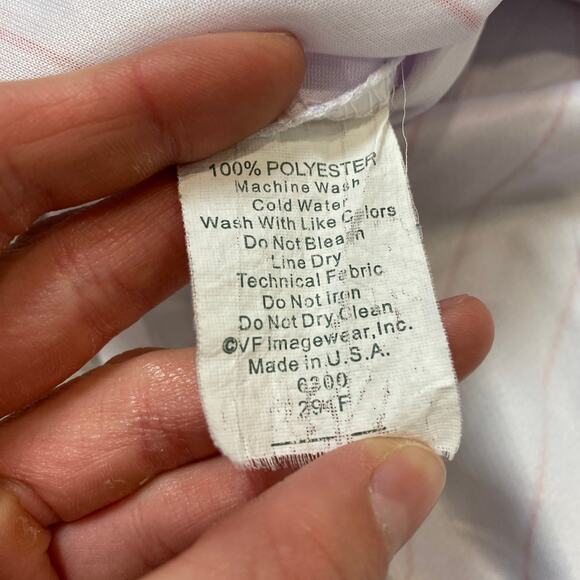 100% POLYESTER
Machine Wash
Cold Water
Wash With Like Colors
Do Not Bleach
Line Dry
Technical Fabric
Do Not Iron
Do Not Dry Clean
©VF Imagewear, Inc.
Made in U.S.A.
6300